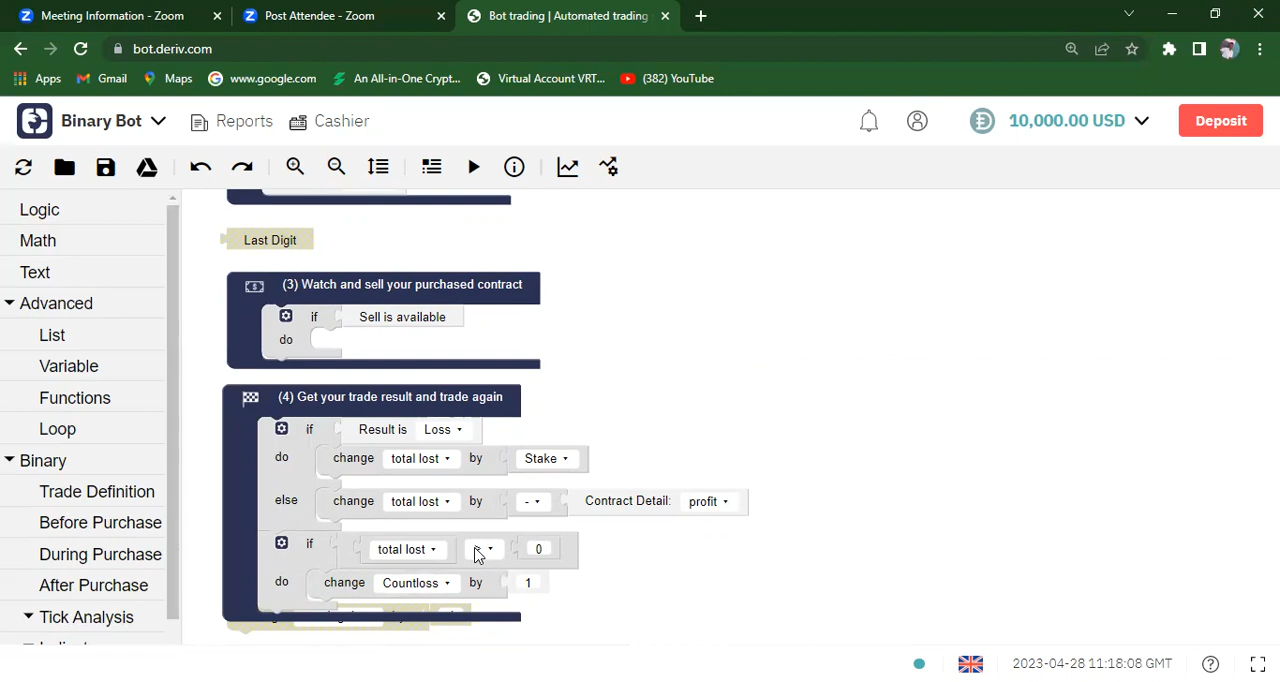 Meeting Information - Zoom
Post Attendee - Zoom
Bot trading | Automated trading
bot.deriv.com
Apps
Gmail
Maps
www.google.com
An All-in-One Crypt...
Virtual Account VRT...
(382) YouTube
Binary Bot
Reports
Cashier
10,000.00 USD
Deposit
Logic
Math
Text
Advanced
List
Variable
Functions
Loop
Binary
Trade Definition
Before Purchase
During Purchase
After Purchase
Tick Analysis
Last Digit
(3) Watch and sell your purchased contract
if Sell is available
do
(4) Get your trade result and trade again
if Result is Loss
do change total lost by Stake
else change total lost by - Contract Detail: profit
if total lost 0
do change Countloss by 1
2023-04-28 11:18:08 GMT